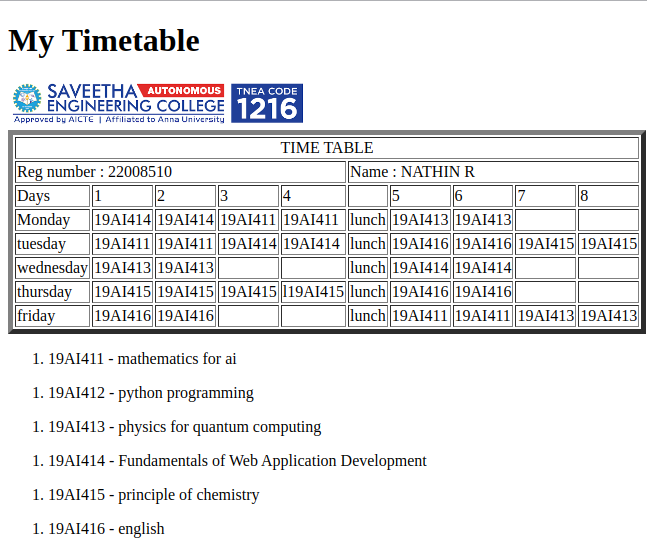 My Timetable
SAVEETHA AUTONOMOUS
ENGINEERING COLLEGE
Approved by AICTE | Affiliated to Anna University
TNEA CODE
1216
TIME TABLE
Reg number : 22008510 Name : NATHIN R
Days 1 2 3 4 5 6 7 8
Monday 19AI414 19AI414 19AI411 19AI411 lunch 19AI413 19AI413
tuesday 19AI411 19AI411 19AI414 19AI414 lunch 19AI416 19AI416 19AI415 19AI415
wednesday 19AI413 19AI413 lunch 19AI414 19AI414
thursday 19AI415 19AI415 19AI415 l19AI415 lunch 19AI416 19AI416
friday 19AI416 19AI416 lunch 19AI411 19AI411 19AI413 19AI413
1. 19AI411 - mathematics for ai
1. 19AI412 - python programming
1. 19AI413 - physics for quantum computing
1. 19AI414 - Fundamentals of Web Application Development
1. 19AI415 - principle of chemistry
1. 19AI416 - english